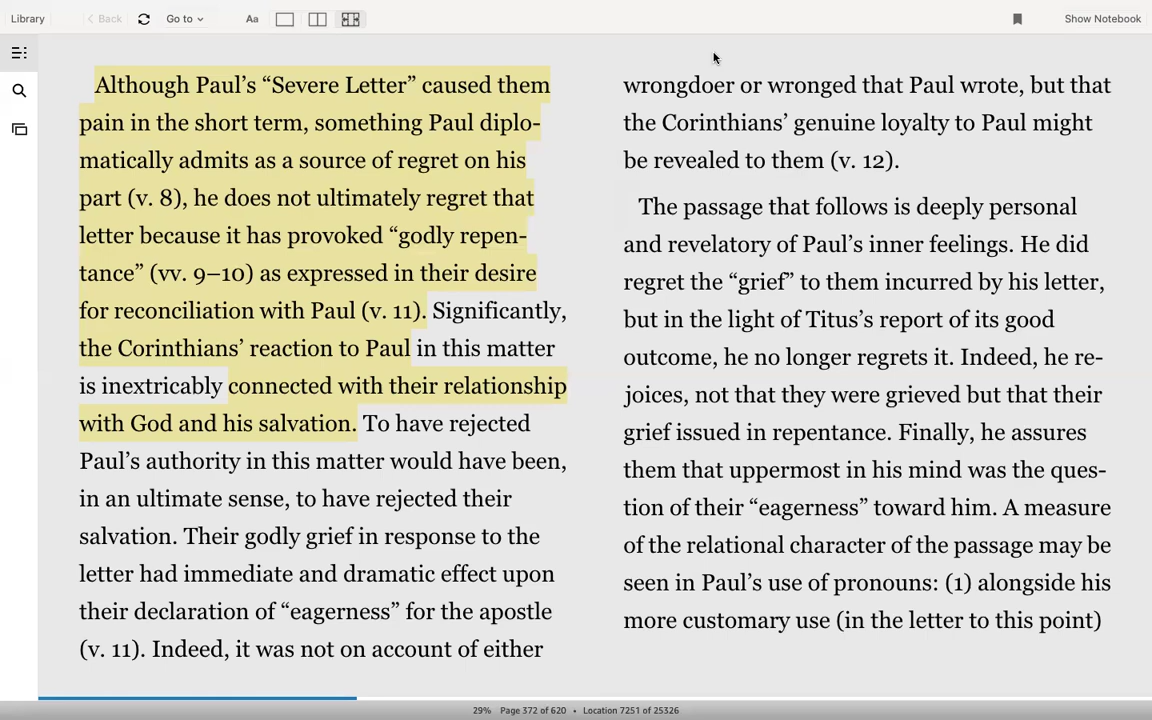 Library
Back
Go to
Aa
Show Notebook
Although Paul’s “Severe Letter” caused them
pain in the short term, something Paul diplo-
matically admits as a source of regret on his
part (v. 8), he does not ultimately regret that
letter because it has provoked “godly repen-
tance” (vv. 9–10) as expressed in their desire
for reconciliation with Paul (v. 11). Significantly,
the Corinthians’ reaction to Paul in this matter
is inextricably connected with their relationship
with God and his salvation. To have rejected
Paul’s authority in this matter would have been,
in an ultimate sense, to have rejected their
salvation. Their godly grief in response to the
letter had immediate and dramatic effect upon
their declaration of “eagerness” for the apostle
(v. 11). Indeed, it was not on account of either
wrongdoer or wronged that Paul wrote, but that
the Corinthians’ genuine loyalty to Paul might
be revealed to them (v. 12).
The passage that follows is deeply personal
and revelatory of Paul’s inner feelings. He did
regret the “grief” to them incurred by his letter,
but in the light of Titus’s report of its good
outcome, he no longer regrets it. Indeed, he re-
joices, not that they were grieved but that their
grief issued in repentance. Finally, he assures
them that uppermost in his mind was the ques-
tion of their “eagerness” toward him. A measure
of the relational character of the passage may be
seen in Paul’s use of pronouns: (1) alongside his
more customary use (in the letter to this point)
29% Page 372 of 620 • Location 7251 of 25326